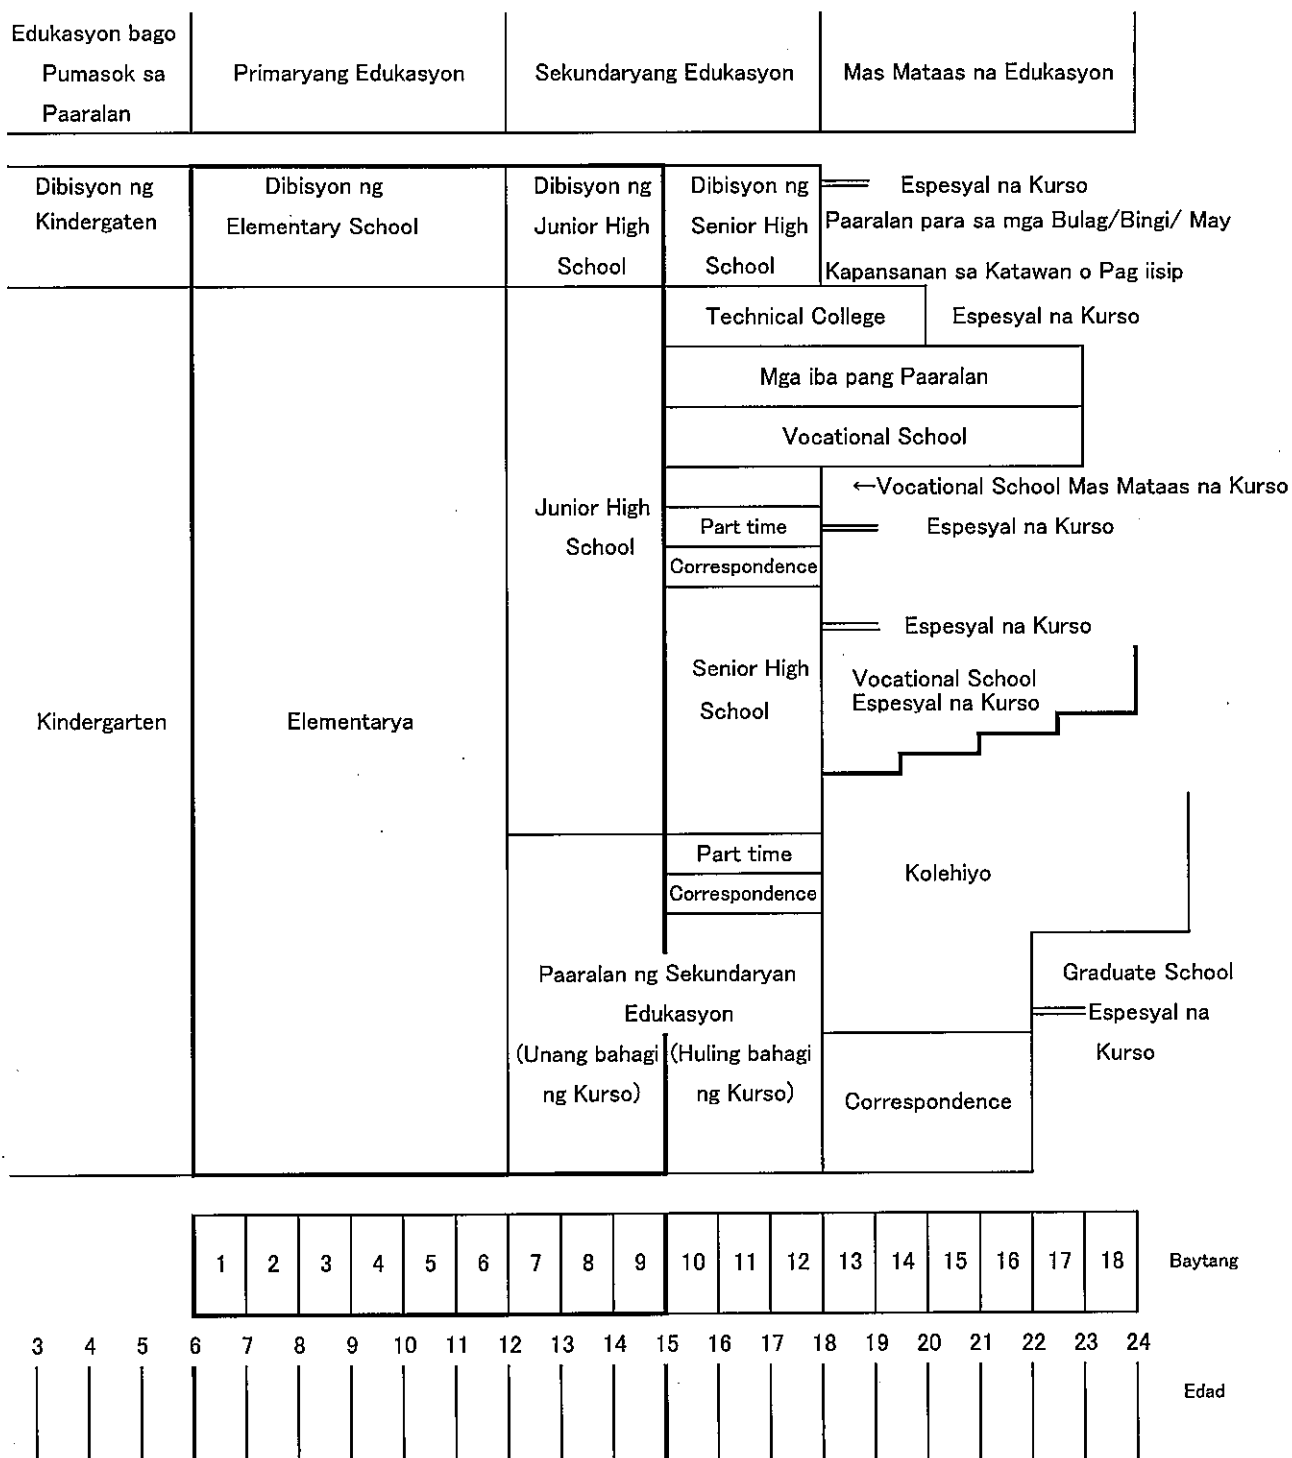 Edukasyon bago
Pumasok sa
Paaralan
Primaryang Edukasyon
Sekundaryang Edukasyon
Mas Mataas na Edukasyon
Dibisyon ng
Kindergaten
Dibisyon ng
Elementary School
Dibisyon ng
Junior High
School
Dibisyon ng
Senior High
School
Espesyal na Kurso
Paaralan para sa mga Bulag/Bingi/ May
Kapansanan sa Katawan o Pag iisip
Technical College
Espesyal na Kurso
Mga iba pang Paaralan
Vocational School
←Vocational School Mas Mataas na Kurso
Junior High
School
Part time
Espesyal na Kurso
Correspondence
Espesyal na Kurso
Senior High
School
Vocational School
Espesyal na Kurso
Kindergarten
Elementarya
Part time
Correspondence
Kolehiyo
Paaralan ng Sekundaryan
Edukasyon
(Unang bahagi
ng Kurso)
(Huling bahagi
ng Kurso)
Graduate School
Espesyal na
Kurso
Correspondence
1 2 3 4 5 6 7 8 9 10 11 12 13 14 15 16 17 18 Baytang
3 4 5 6 7 8 9 10 11 12 13 14 15 16 17 18 19 20 21 22 23 24
Edad